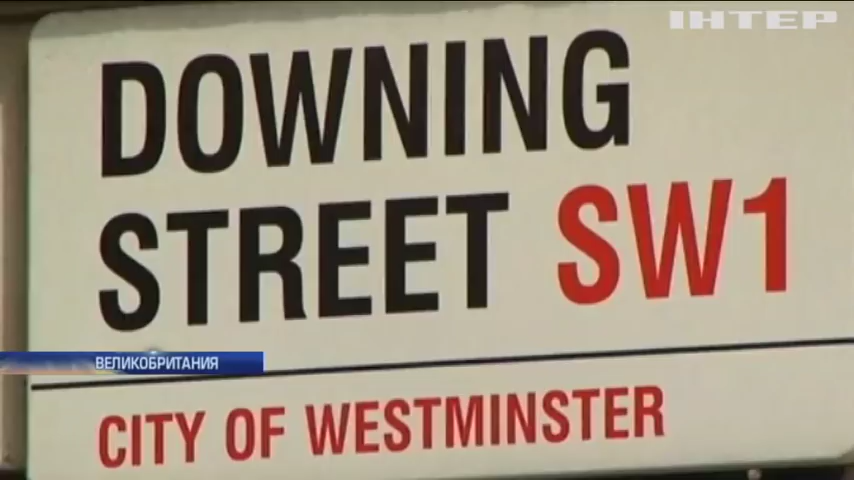 ІНТЕР
DOWNING
STREET SW1
ВЕЛИКОБРИТАНИЯ
CITY OF WESTMINSTER